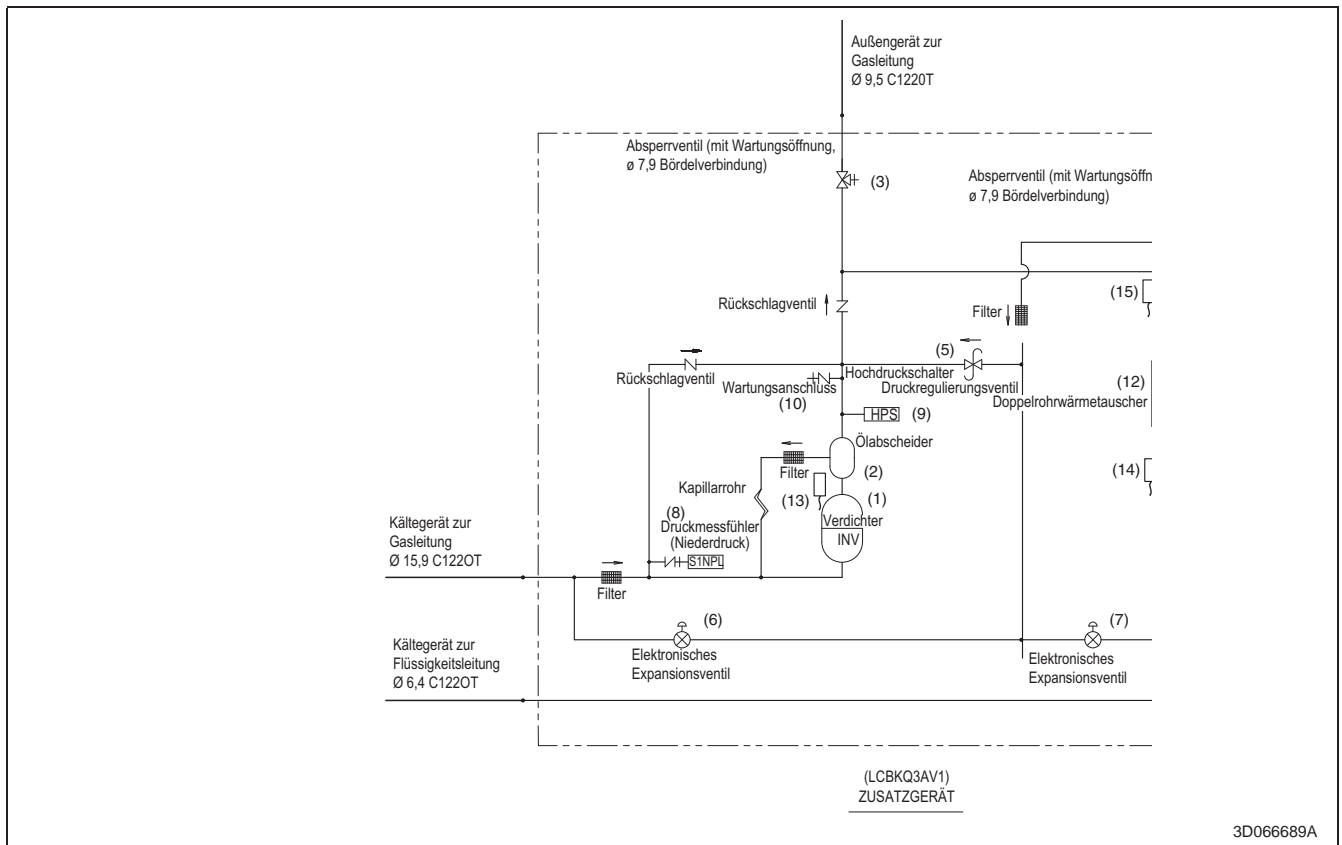 Außengerät zur
Gasleitung
Ø 9,5 C1220T
Absperrventil (mit Wartungsöffnung,
ø 7,9 Bördelverbindung)
(3)
Absperrventil (mit Wartungsöffn
ø 7,9 Bördelverbindung)
Rückschlagventil
Filter
(15)
Rückschlagventil
(5)
Hochdruckschalter
Wartungsanschluss
(10)
Druckregulierungsventil
(12)
Doppelrohrwärmetauscher
HPS
(9)
Ölabscheider
Filter
(2)
(14)
Kapillarrohr
(13)
(1)
(8)
Druckmessfühler
(Niederdruck)
Verdichter
INV
S1NPL
Kältegerät zur
Gasleitung
Ø 15,9 C122OT
Filter
(6)
(7)
Kältegerät zur
Flüssigkeitsleitung
Ø 6,4 C122OT
Elektronisches
Expansionsventil
Elektronisches
Expansionsventil
(LCBKQ3AV1)
ZUSATZGERÄT
3D066689A